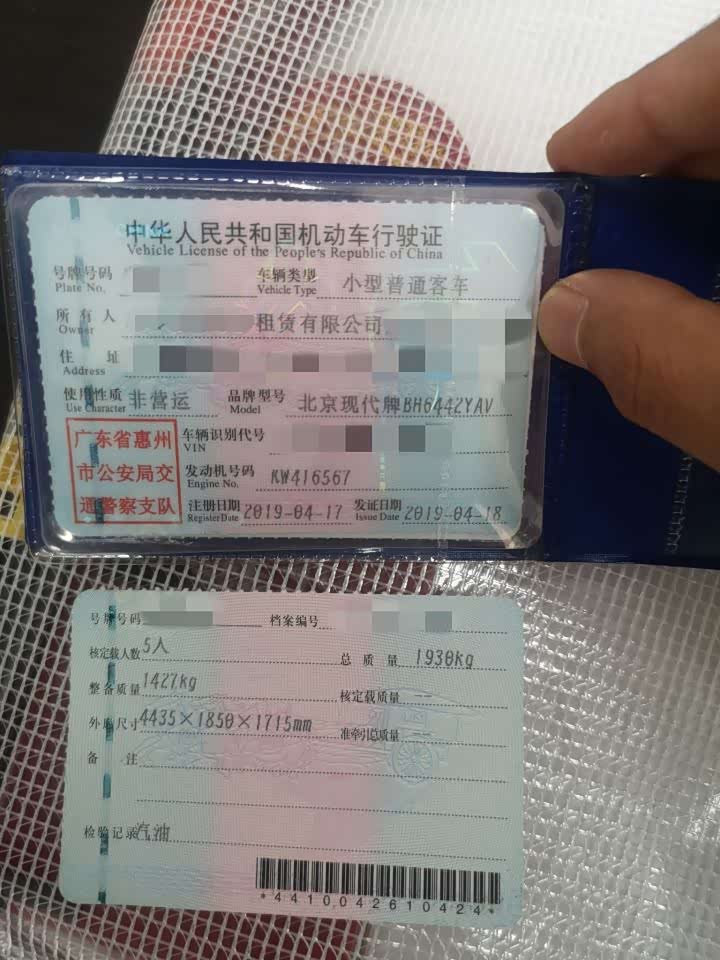 中华人民共和国机动车行驶证
Vehicle License of the People's Republic of China
号牌号码 车辆类型 小型普通客车
Plate No. Vehicle Type
所有人 租赁有限公司
Owner
住址
Address
使用性质 非营运 品牌型号 北京现代牌BH6442YAV
Use Character Model
广东省惠州
市公安局交
通警察支队
车辆识别代号
VIN
发动机号码 KW416567
Engine No.
注册日期 2019-04-17 发证日期 2019-04-18
Register Date Issue Date
号牌号码 档案编号
核定载人数 5人 总质量 1930kg
整备质量 1427kg 核定载质量 --
外廓尺寸 4435×1850×1715mm 准牵引总质量 --
备注
检验记录 汽油
*4410042610424*